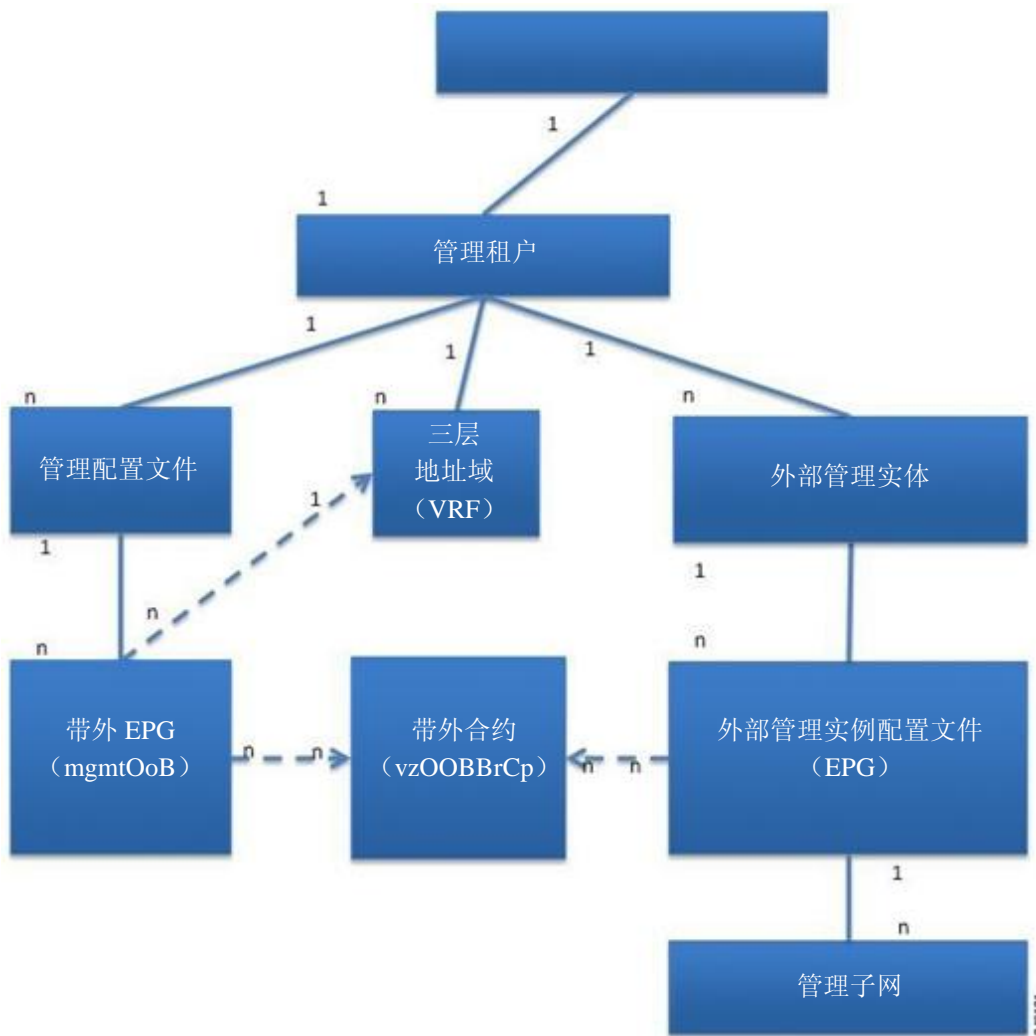 1
1
管理租户
1
1
1
n
n
n
管理配置文件
三层
地址域
（VRF）
外部管理实体
1
1
1
n
n
n
带外 EPG
（mgmtOoB）
n
n
带外合约
（vzOOBBrCp）
n
n
外部管理实例配置文件
（EPG）
1
n
管理子网